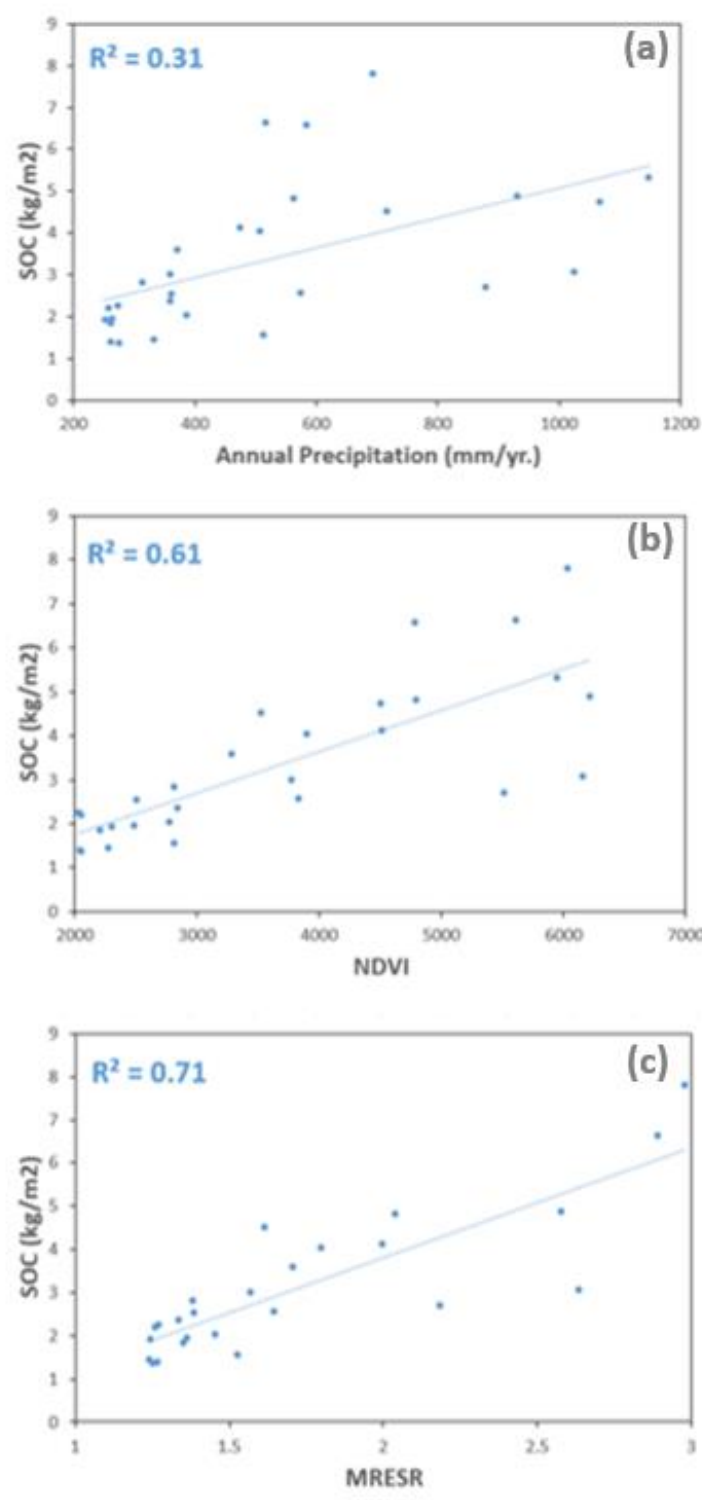 R² = 0.31
(a)
9
8
7
6
5
4
3
2
1
0
SOC (kg/m2)
200 400 600 800 1000 1200
Annual Precipitation (mm/yr.)
R² = 0.61
(b)
9
8
7
6
5
4
3
2
1
0
SOC (kg/m2)
2000 3000 4000 5000 6000 7000
NDVI
R² = 0.71
(c)
9
8
7
6
5
4
3
2
1
0
SOC (kg/m2)
1 1.5 2 2.5 3
MRESR